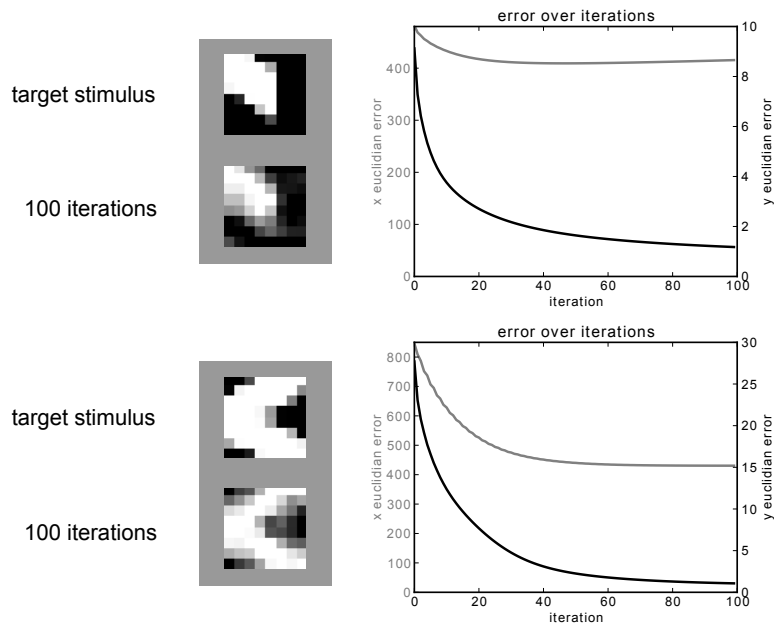 target stimulus
100 iterations
error over iterations
x euclidian error
400
300
200
100
0
10
8
6
4
2
0
y euclidian error
0 20 40 60 80 100
iteration
target stimulus
100 iterations
error over iterations
x euclidian error
800
700
600
500
400
300
200
100
0
30
25
20
15
10
5
0
y euclidian error
0 20 40 60 80 100
iteration